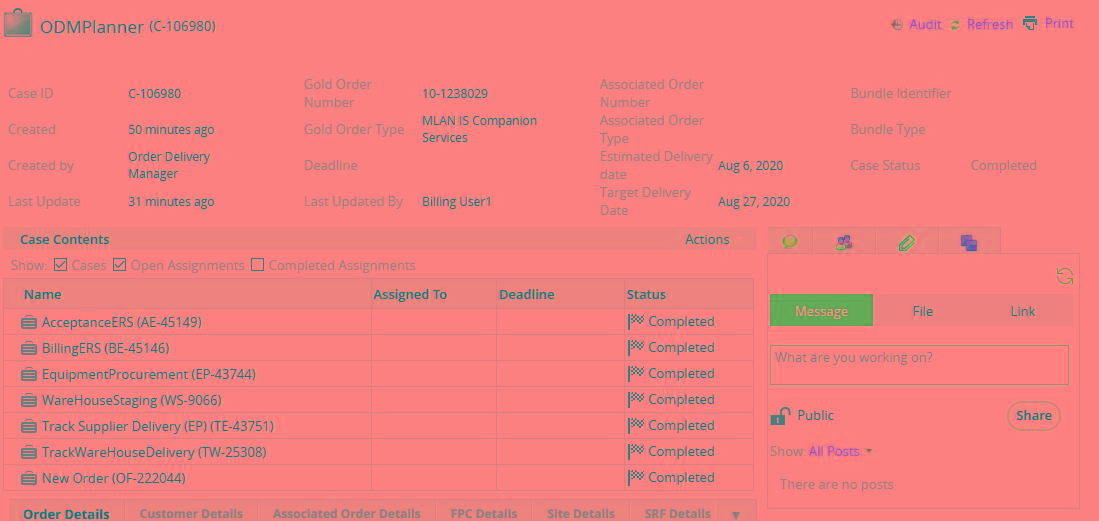 ODMPlanner (C-106980)
Audit Refresh Print
Case ID C-106980 Gold Order Number 10-1238029 Associated Order Number Bundle Identifier
Created 50 minutes ago Gold Order Type MLAN IS Companion Services Associated Order Type Bundle Type
Created by Order Delivery Manager Deadline Estimated Delivery date Aug 6, 2020 Case Status Completed
Last Update 31 minutes ago Last Updated By Billing User1 Target Delivery Date Aug 27, 2020
Case Contents Actions
Show: Cases Open Assignments Completed Assignments
Name Assigned To Deadline Status
AcceptanceERS (AE-45149) Completed
BillingERS (BE-45146) Completed
EquipmentProcurement (EP-43744) Completed
WareHouseStaging (WS-9066) Completed
Track Supplier Delivery (EP) (TE-43751) Completed
TrackWareHouseDelivery (TW-25308) Completed
New Order (OF-222044) Completed
Message File Link
What are you working on?
Public Share
Show: All Posts
There are no posts
Order Details Customer Details Associated Order Details FPC Details Site Details SRF Details